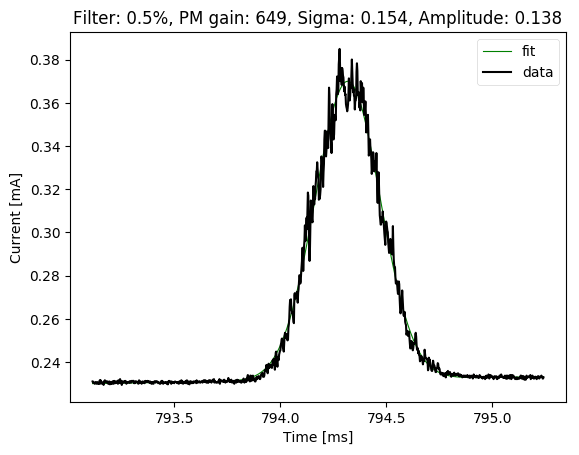 Filter: 0.5%, PM gain: 649, Sigma: 0.154, Amplitude: 0.138
fit
data
0.38
0.36
0.34
0.32
0.30
0.28
0.26
0.24
Current [mA]
793.5
794.0
794.5
795.0
Time [ms]